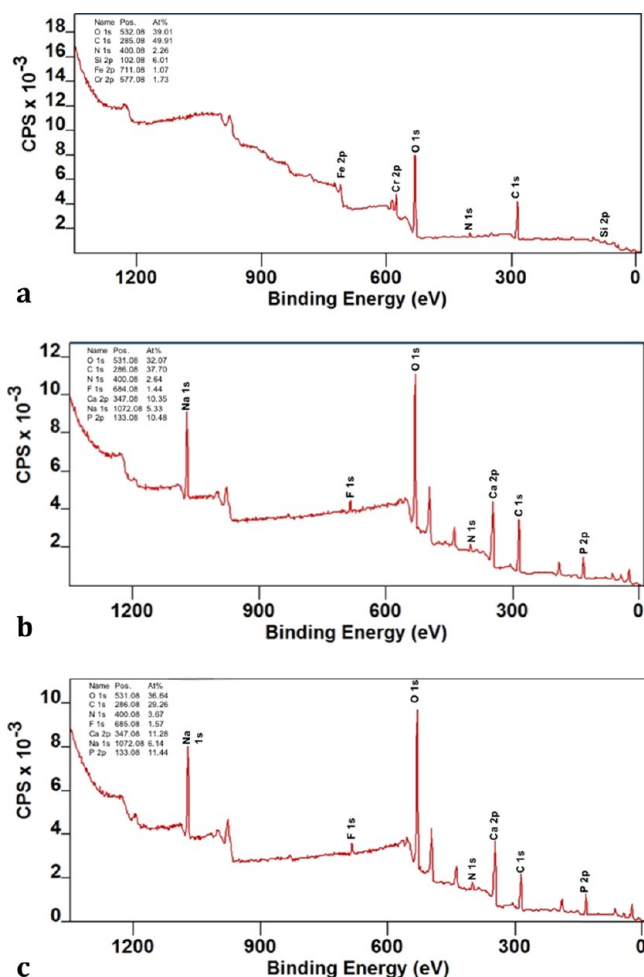 Name Pos. At%
O 1s 532.08 39.01
C 1s 285.08 49.91
N 1s 400.08 2.26
Si 2p 102.08 6.01
Fe 2p 711.08 1.07
Cr 2p 577.08 1.73
18
16
14
12
10
8
6
4
2
CPS x 10⁻³
Fe 2p
Cr 2p
O 1s
N 1s
C 1s
Si 2p
1200 900 600 300 0
Binding Energy (eV)
a
Name Pos. At%
O 1s 531.08 32.07
C 1s 286.08 37.70
N 1s 400.08 2.64
F 1s 684.08 1.44
Ca 2p 347.08 10.35
Na 1s 1072.08 5.33
P 2p 133.08 10.48
12
10
8
6
4
2
CPS x 10⁻³
Na 1s
F 1s
O 1s
N 1s
Ca 2p
C 1s
P 2p
1200 900 600 300 0
Binding Energy (eV)
b
Name Pos. At%
O 1s 531.08 36.64
C 1s 286.08 29.26
N 1s 400.08 3.67
F 1s 685.08 1.57
Ca 2p 347.08 11.28
Na 1s 1072.08 6.14
P 2p 133.08 11.44
10
8
6
4
2
0
CPS x 10⁻³
Na 1s
F 1s
O 1s
N 1s
Ca 2p
C 1s
P 2p
1200 900 600 300 0
Binding Energy (eV)
c